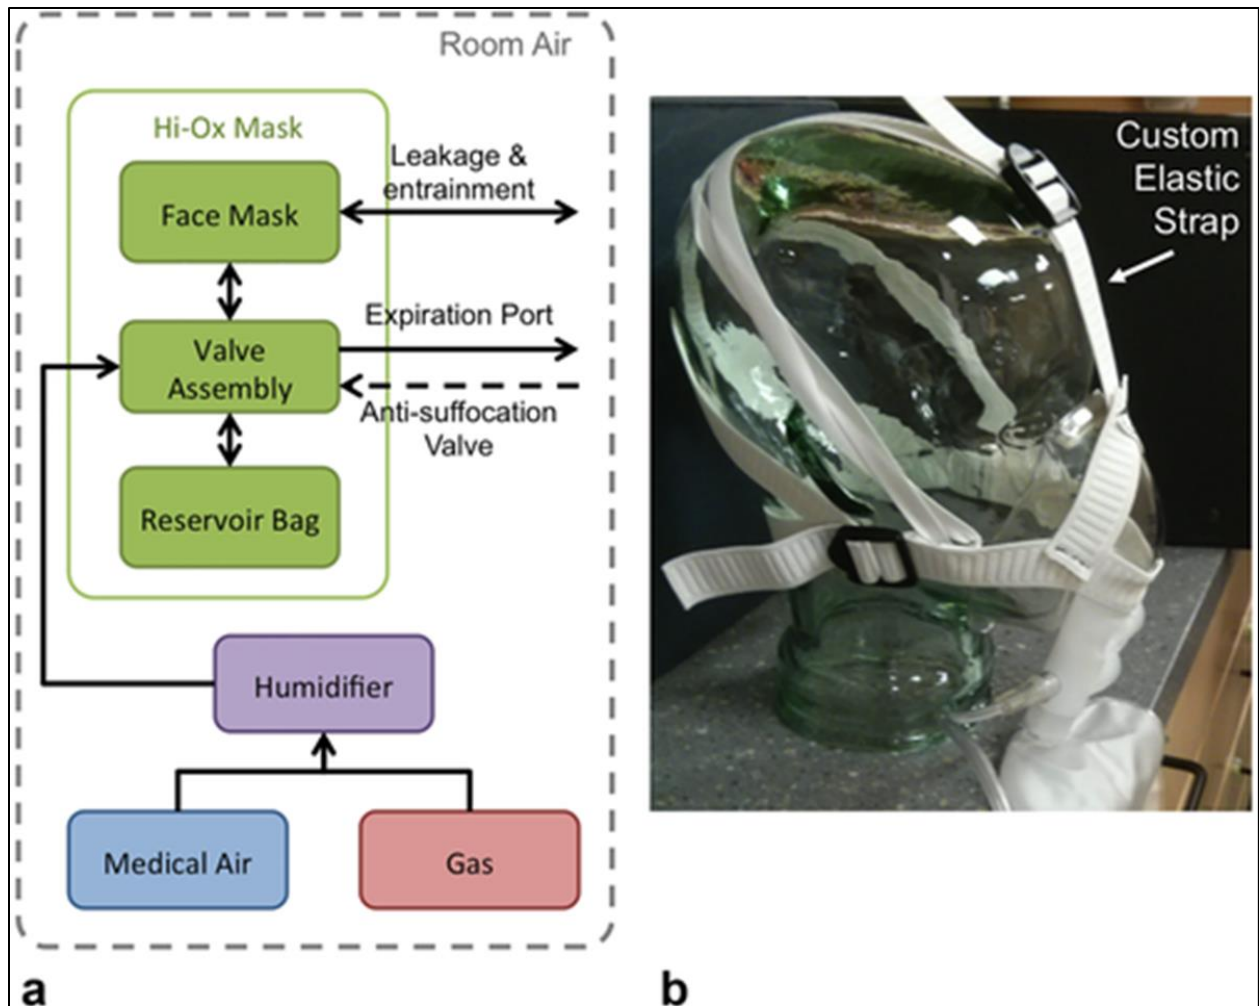 Room Air
Hi-Ox Mask
Face Mask
Leakage &
entrainment
Valve
Assembly
Expiration Port
Anti-suffocation
Valve
Reservoir Bag
Humidifier
Medical Air
Gas
a
Custom
Elastic
Strap
b